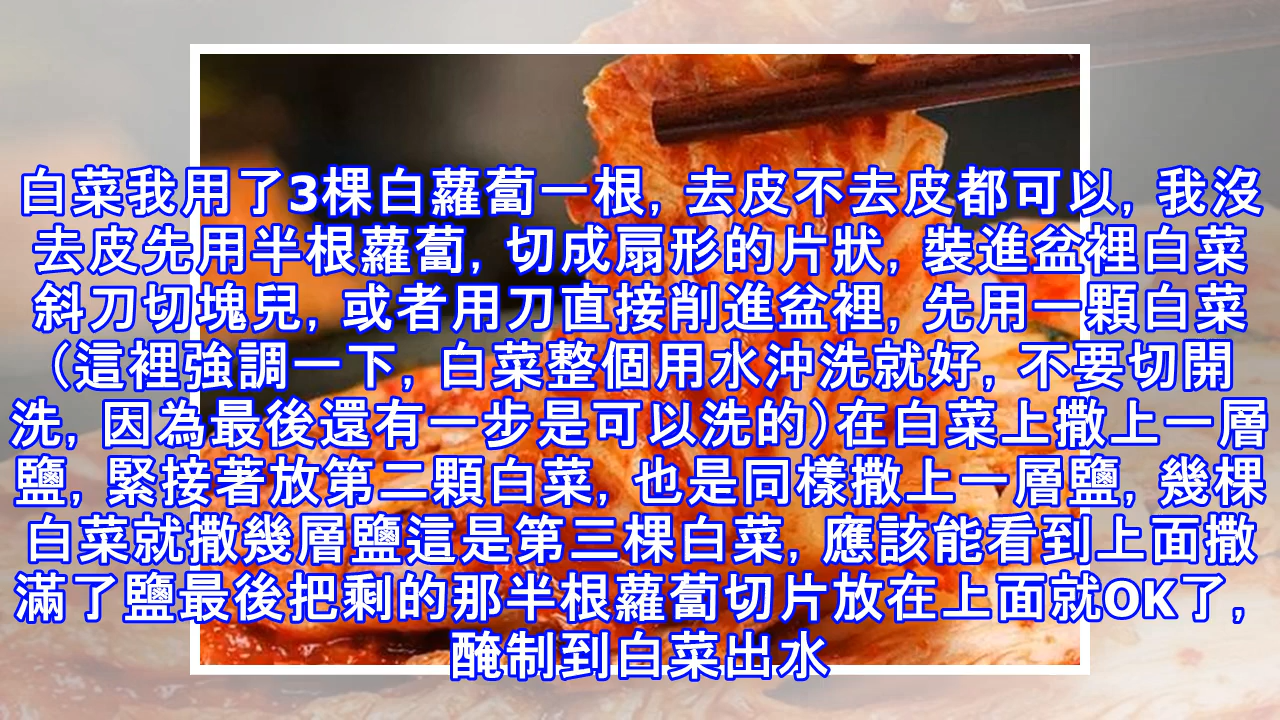 白菜我用了3棵白蘿蔔一根, 去皮不去皮都可以, 我沒
去皮先用半根蘿蔔, 切成扇形的片狀, 裝進盆裡白菜
斜刀切塊兒, 或者用刀直接削進盆裡, 先用一顆白菜
(這裡強調一下, 白菜整個用水沖洗就好, 不要切開
洗, 因為最後還有一步是可以洗的)在白菜上撒上一層
鹽, 緊接著放第二顆白菜, 也是同樣撒上一層鹽, 幾棵
白菜就撒幾層鹽這是第三棵白菜, 應該能看到上面撒
滿了鹽最後把剩的那半根蘿蔔切片放在上面就OK了,
醃制到白菜出水